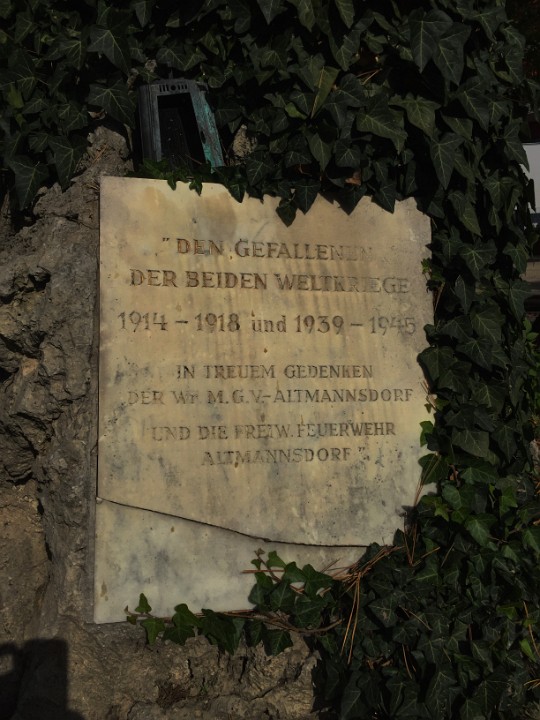 "DEN GEFALLENEN
DER BEIDEN WELTKRIEGE
1914 – 1918 und 1939 – 1945
IN TREUEM GEDENKEN
DER Wr. M.G.V.-ALTMANNSDORF
UND DIE FREIW. FEUERWEHR
ALTMANNSDORF"